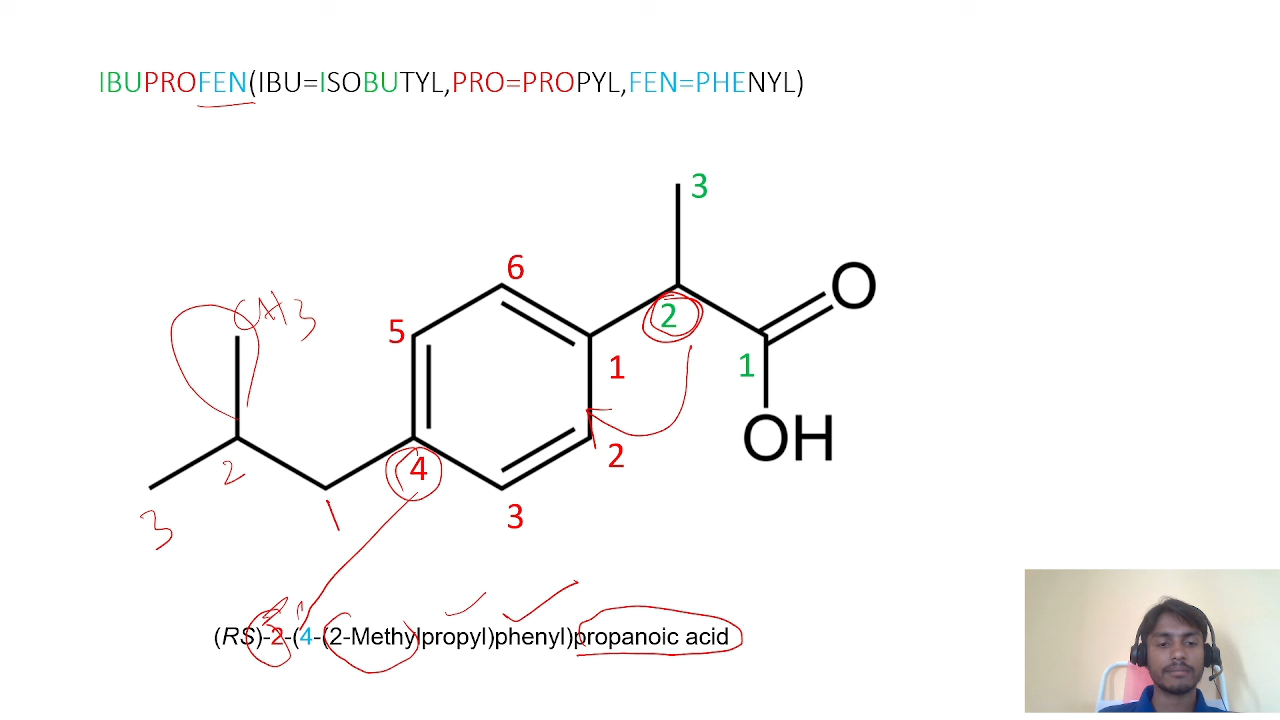 IBUPROFEN(IBU=ISOBUTYL,PRO=PROPYL,FEN=PHENYL)
3
6
O
CH3
2
5
1
1
4
OH
2
2
3
1
3
(RS)-2-(4-(2-Methylpropyl)phenyl)propanoic acid